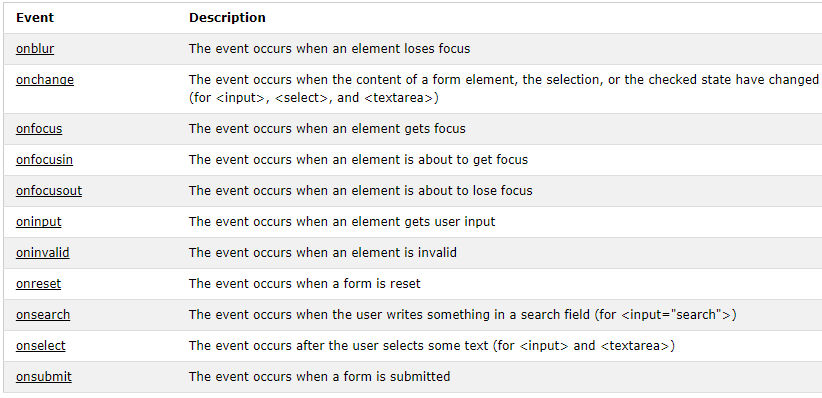 Event Description
onblur The event occurs when an element loses focus
onchange The event occurs when the content of a form element, the selection, or the checked state have changed
(for <input>, <select>, and <textarea>)
onfocus The event occurs when an element gets focus
onfocusin The event occurs when an element is about to get focus
onfocusout The event occurs when an element is about to lose focus
oninput The event occurs when an element gets user input
oninvalid The event occurs when an element is invalid
onreset The event occurs when a form is reset
onsearch The event occurs when the user writes something in a search field (for <input="search">)
onselect The event occurs after the user selects some text (for <input> and <textarea>)
onsubmit The event occurs when a form is submitted